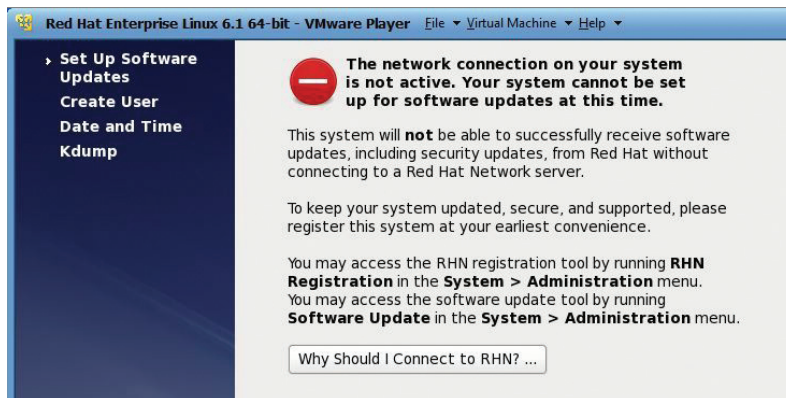 Red Hat Enterprise Linux 6.1 64-bit - VMware Player File Virtual Machine Help
Set Up Software
Updates
Create User
Date and Time
Kdump
The network connection on your system
is not active. Your system cannot be set
up for software updates at this time.
This system will not be able to successfully receive software
updates, including security updates, from Red Hat without
connecting to a Red Hat Network server.
To keep your system updated, secure, and supported, please
register this system at your earliest convenience.
You may access the RHN registration tool by running RHN
Registration in the System > Administration menu.
You may access the software update tool by running
Software Update in the System > Administration menu.
Why Should I Connect to RHN? ...